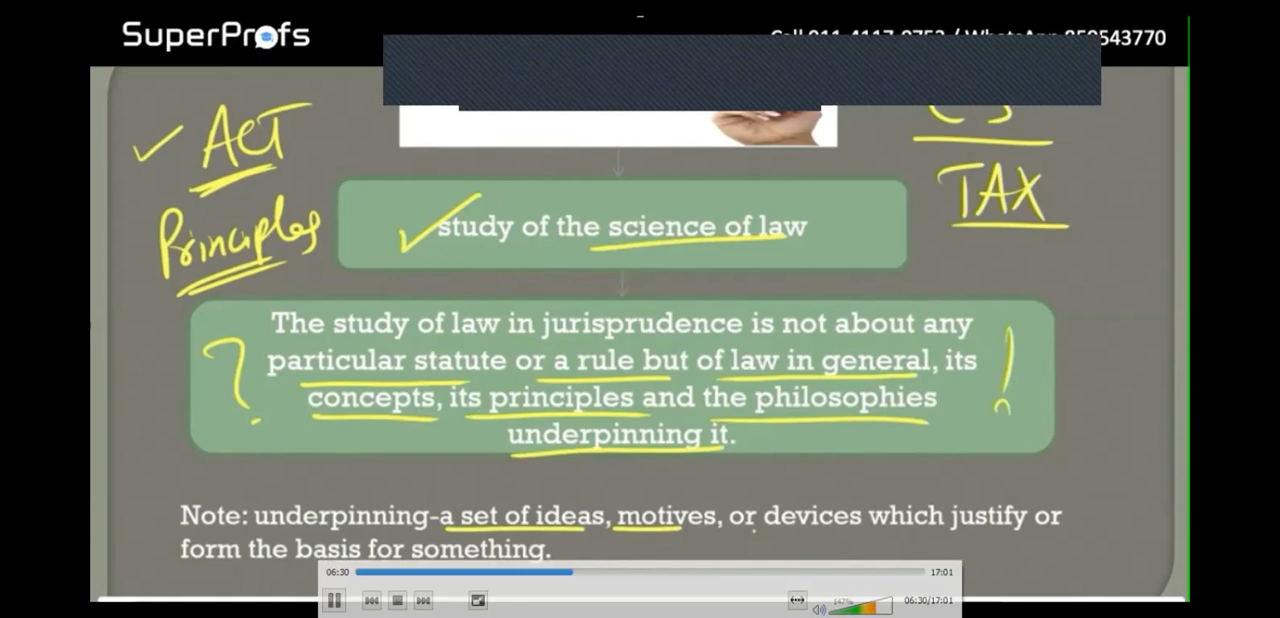 SuperProfs
543770
ACT
Principles
TAX
study of the science of law
The study of law in jurisprudence is not about any
particular statute or a rule but of law in general, its
concepts, its principles and the philosophies
underpinning it.
? !
Note: underpinning-a set of ideas, motives, or devices which justify or
form the basis for something.
06:30 17:01
147% 06:30/17:01